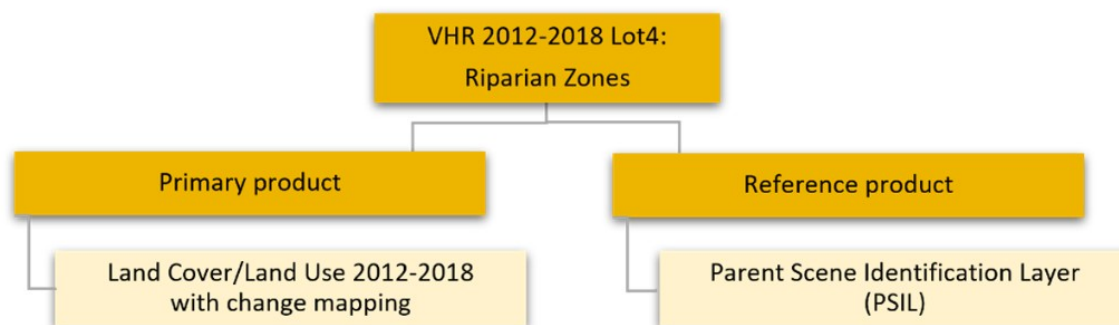 VHR 2012-2018 Lot4:
Riparian Zones
Primary product
Reference product
Land Cover/Land Use 2012-2018
with change mapping
Parent Scene Identification Layer
(PSIL)